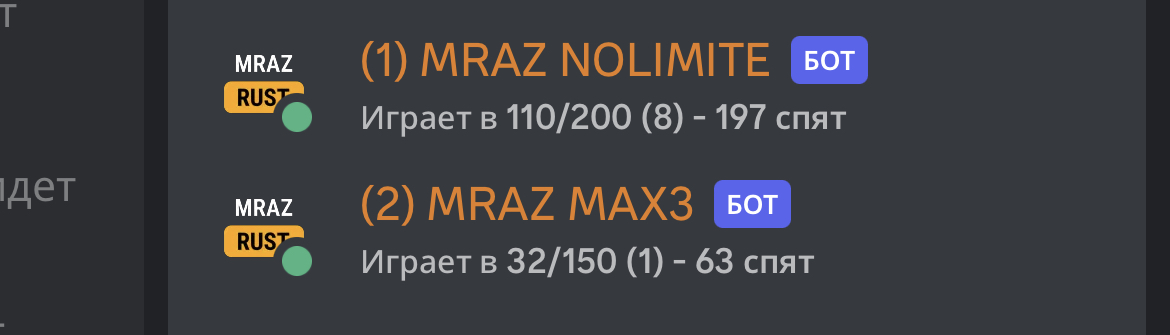 т
MRAZ
RUST
(1) MRAZ NOLIMITE БОТ
Играет в 110/200 (8) - 197 спят
дет
MRAZ
RUST
(2) MRAZ MAX3 БОТ
Играет в 32/150 (1) - 63 спят